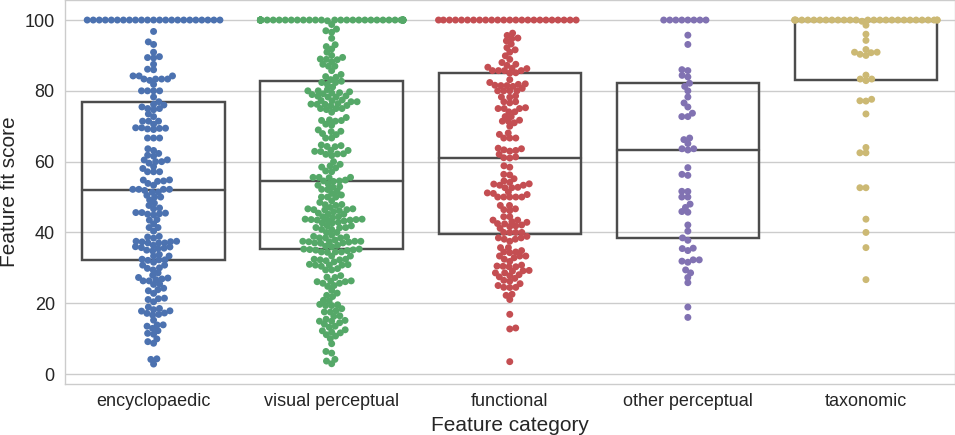 Feature fit score
100
80
60
40
20
0
encyclopaedic visual perceptual functional other perceptual taxonomic
Feature category